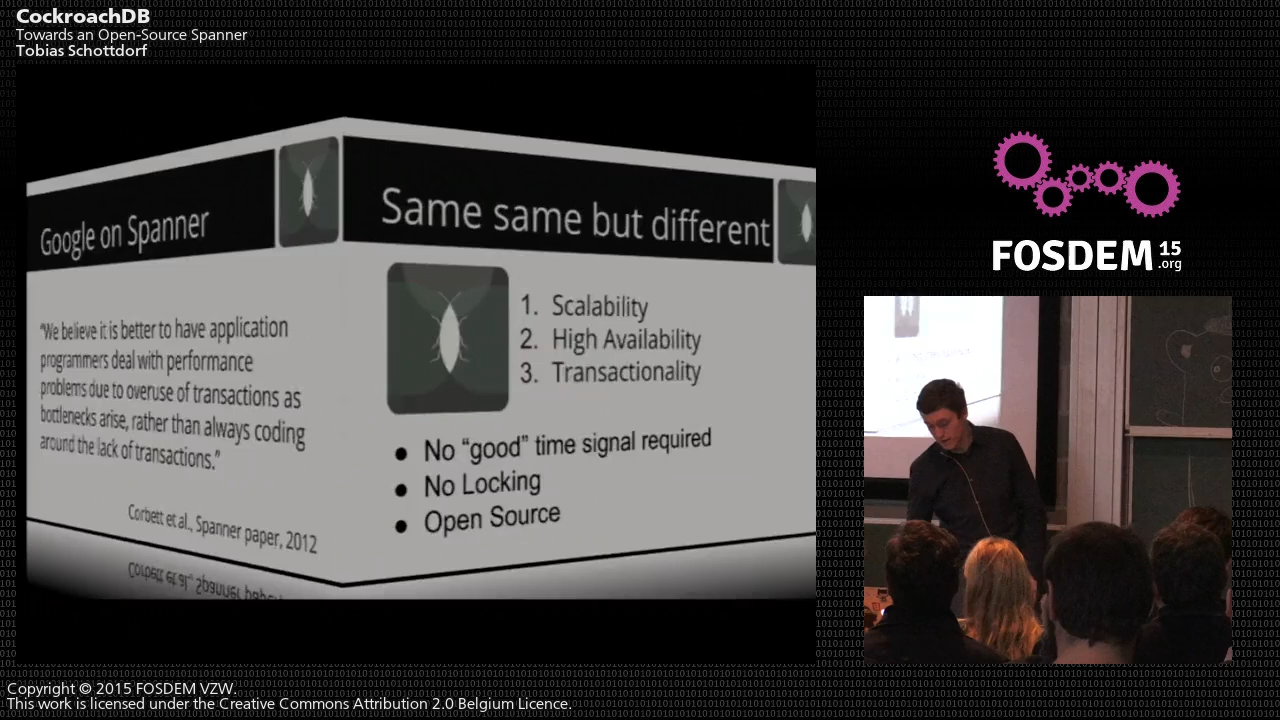 CockroachDB
Towards an Open-Source Spanner
Tobias Schottdorf
Google on Spanner
“We believe it is better to have application
programmers deal with performance
problems due to overuse of transactions as
bottlenecks arise, rather than always coding
around the lack of transactions.”
Corbett et al., Spanner paper, 2012
Same same but different
1. Scalability
2. High Availability
3. Transactionality
● No “good” time signal required
● No Locking
● Open Source
FOSDEM 15
.org
Copyright © 2015 FOSDEM VZW.
This work is licensed under the Creative Commons Attribution 2.0 Belgium Licence.